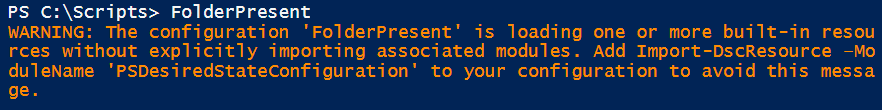 PS C:\Scripts> FolderPresent
WARNING: The configuration 'FolderPresent' is loading one or more built-in resou
rces without explicitly importing associated modules. Add Import-DscResource –Mo
duleName 'PSDesiredStateConfiguration' to your configuration to avoid this messa
ge.